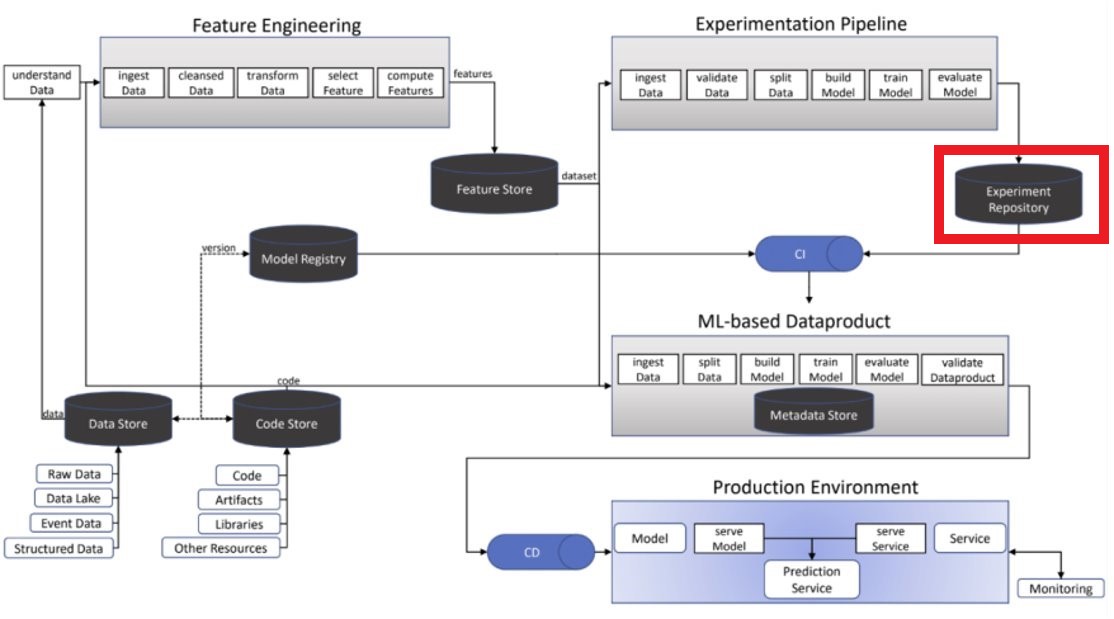 Feature Engineering
Experimentation Pipeline
understand
Data
ingest
Data
cleansed
Data
transform
Data
select
Feature
compute
Features
features
ingest
Data
validate
Data
split
Data
build
Model
train
Model
evaluate
Model
Feature Store
dataset
Experiment
Repository
version
Model Registry
CI
ML-based Dataproduct
ingest
Data
split
Data
build
Model
train
Model
evaluate
Model
validate
Dataproduct
Metadata Store
code
data
Data Store
Code Store
Raw Data
Data Lake
Event Data
Structured Data
Code
Artifacts
Libraries
Other Resources
Production Environment
CD
Model
serve
Model
serve
Service
Service
Prediction
Service
Monitoring